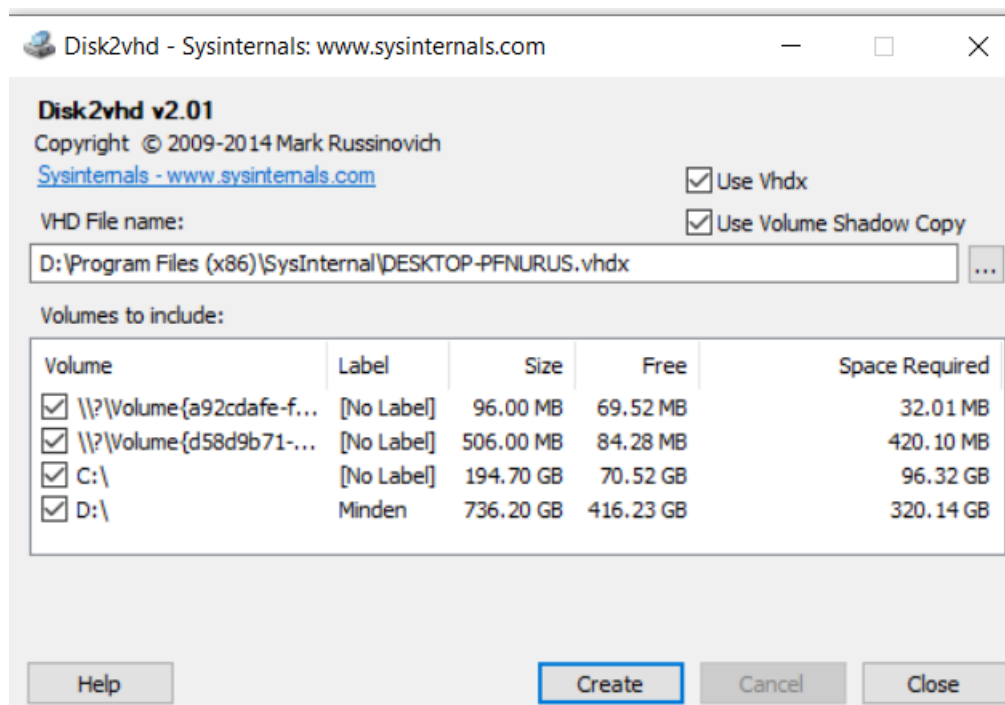 Disk2vhd - Sysinternals: www.sysinternals.com
Disk2vhd v2.01
Copyright © 2009-2014 Mark Russinovich
Sysinternals - www.sysinternals.com
Use Vhdx
VHD File name:
Use Volume Shadow Copy
D:\Program Files (x86)\SysInternal\DESKTOP-PFNURUS.vhdx
...
Volumes to include:
Volume Label Size Free Space Required
\\?\Volume{a92cdafe-f... [No Label] 96.00 MB 69.52 MB 32.01 MB
\\?\Volume{d58d9b71-... [No Label] 506.00 MB 84.28 MB 420.10 MB
C:\ [No Label] 194.70 GB 70.52 GB 96.32 GB
D:\ Minden 736.20 GB 416.23 GB 320.14 GB
Help Create Cancel Close